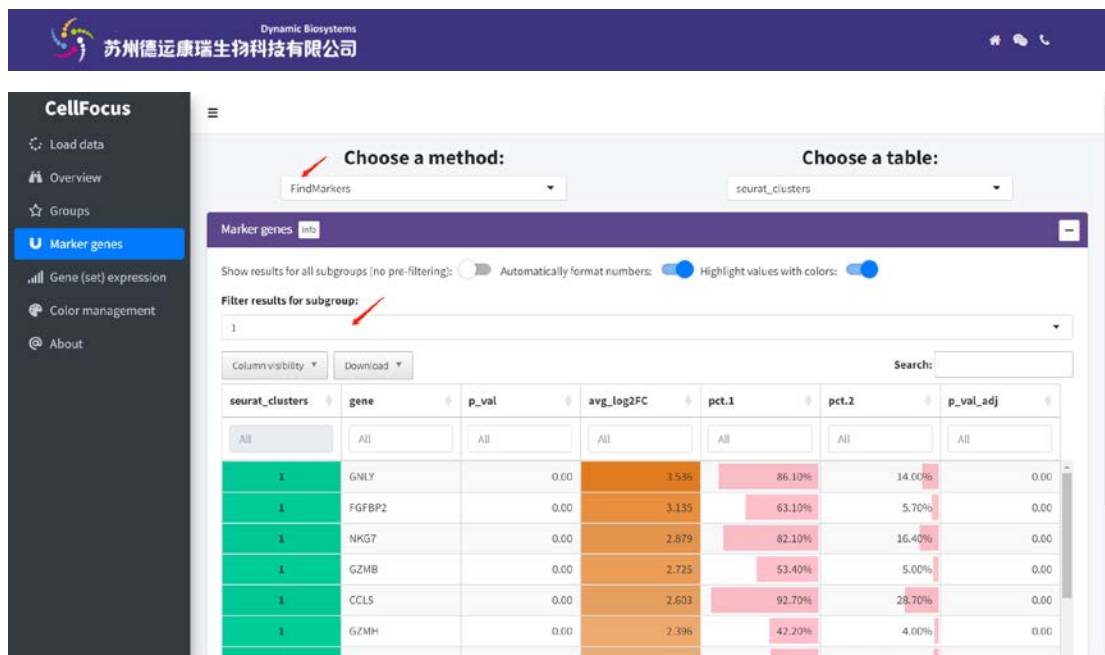 Dynamic Biosystems
苏州德运康瑞生物科技有限公司
CellFocus
Load data
Overview
Groups
Marker genes
Gene (set) expression
Color management
About
Choose a method:
FindMarkers
Choose a table:
seurat_clusters
Marker genes info
Show results for all subgroups (no pre-filtering): Automatically format numbers: Highlight values with colors:
Filter results for subgroup:
1
Column visibility Download Search:
seurat_clusters gene p_val avg_log2FC pct.1 pct.2 p_val_adj
All All All All All All All
1 GNLY 0.00 3.536 86.10% 14.00% 0.00
1 FGFBP2 0.00 3.135 63.10% 5.70% 0.00
1 NKG7 0.00 2.879 82.10% 16.40% 0.00
1 GZMB 0.00 2.725 53.40% 5.00% 0.00
1 CCL5 0.00 2.603 92.70% 28.70% 0.00
1 GZMH 0.00 2.396 42.20% 4.00% 0.00